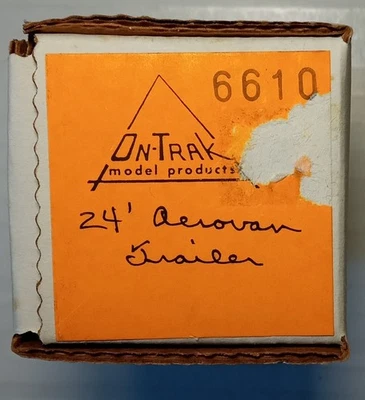 6610
ON-TRAK
model products
24' Aerovan
Trailer